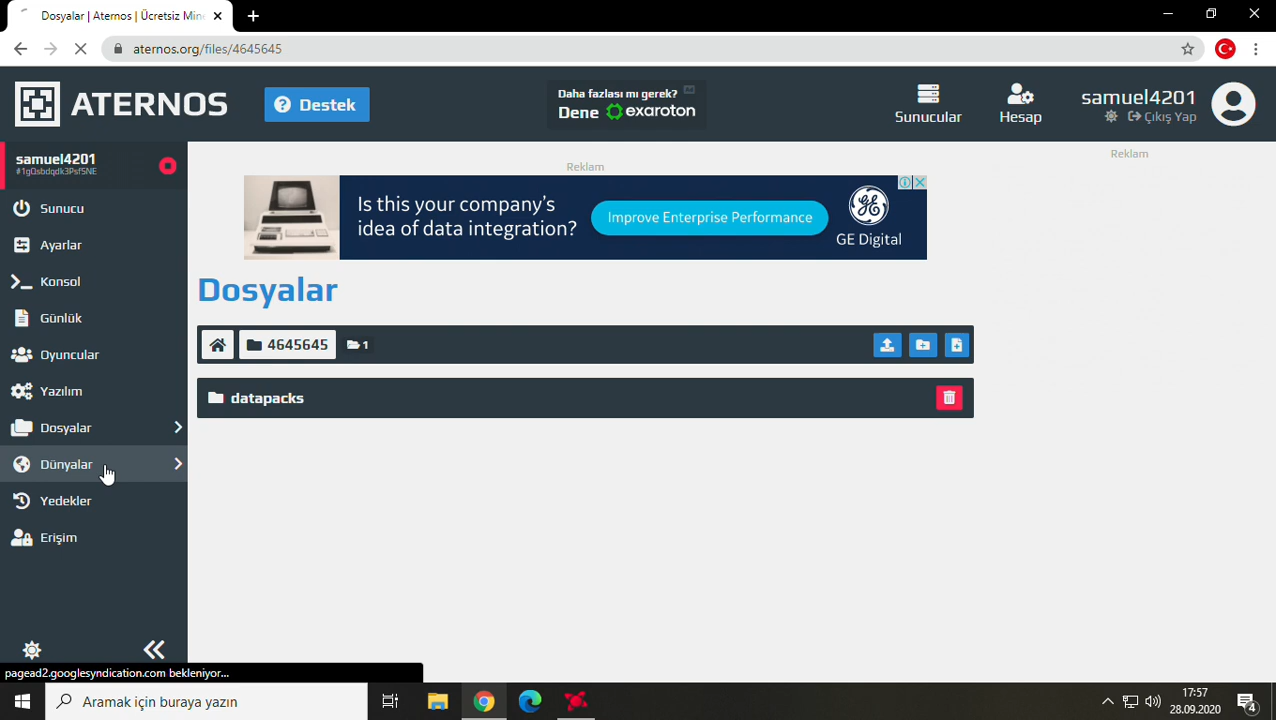 Dosyalar | Aternos | Ücretsiz Mine
aternos.org/files/4645645
ATERNOS
Destek
Daha fazlası mı gerek?
Ad
Dene exaroton
Sunucular
Hesap
samuel4201
Çıkış Yap
samuel4201
Sunucu
Ayarlar
Konsol
Günlük
Oyuncular
Yazılım
Dosyalar
Dünyalar
Yedekler
Erişim
Reklam
Reklam
Is this your company's
idea of data integration?
Improve Enterprise Performance
GE Digital
Dosyalar
4645645
1
datapacks
pagead2.googlesyndication.com bekleniyor...
Aramak için buraya yazın
17:57
28.09.2020
4